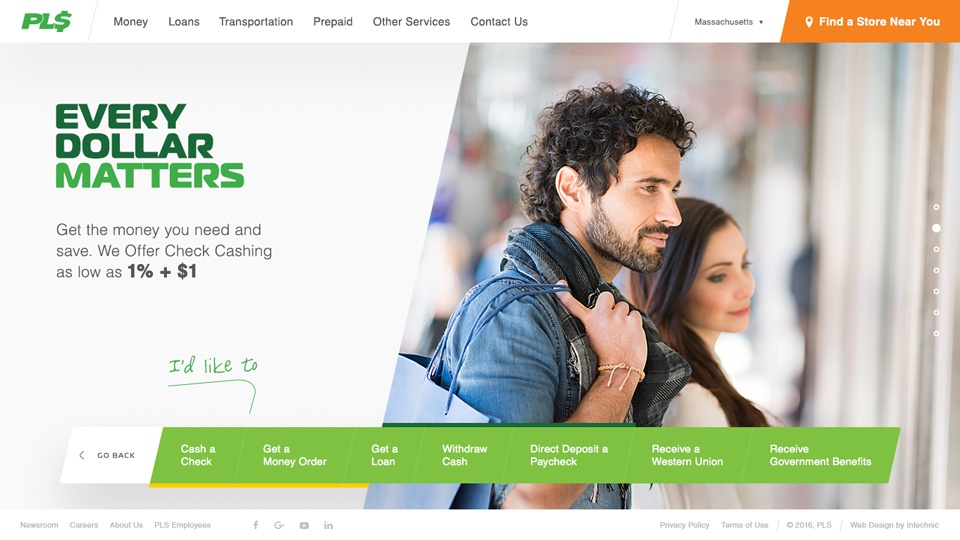 PLS
Money Loans Transportation Prepaid Other Services Contact Us
Massachusetts
Find a Store Near You
EVERY
DOLLAR
MATTERS
Get the money you need and
save. We Offer Check Cashing
as low as 1% + $1
I'd like to
GO BACK
Cash a
Check
Get a
Money Order
Get a
Loan
Withdraw
Cash
Direct Deposit a
Paycheck
Receive a
Western Union
Receive
Government Benefits
Newsroom Careers About Us PLS Employees
Privacy Policy Terms of Use © 2016, PLS Web Design by Intechnic